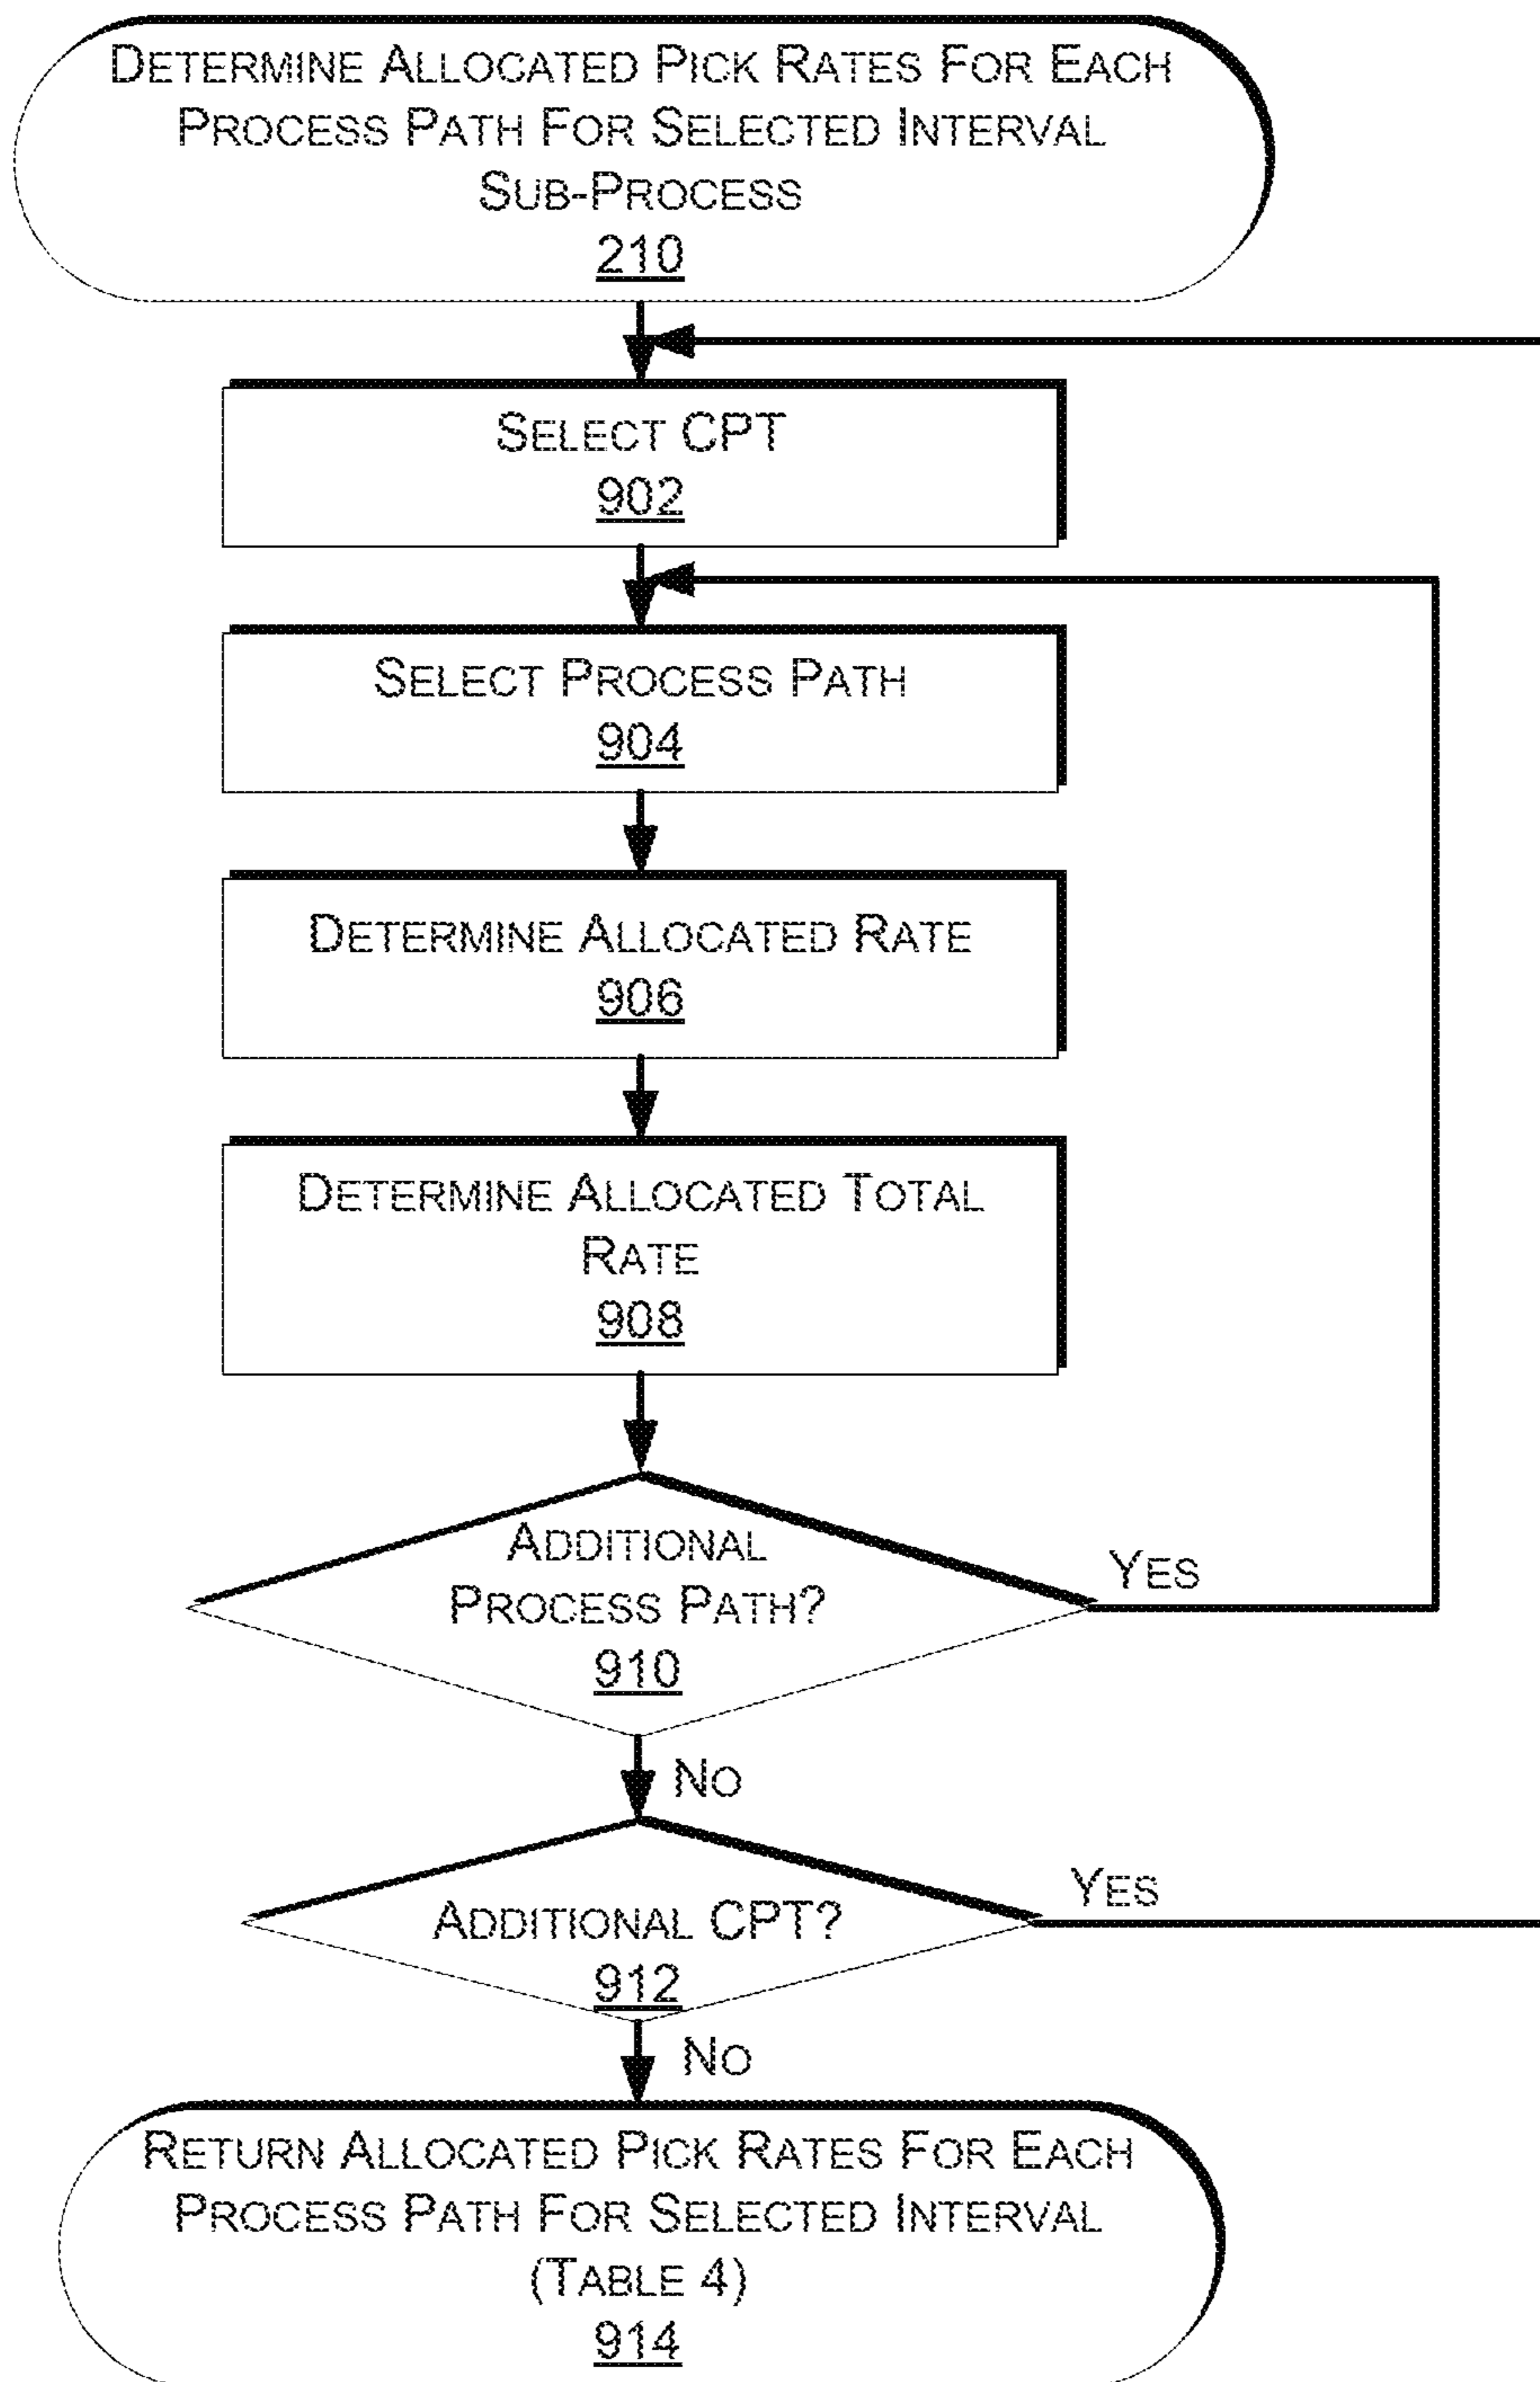 DETERMINE ALLOCATED PICK RATES FOR EACH
PROCESS PATH FOR SELECTED INTERVAL
SUB-PROCESS
210
SELECT CPT
902
SELECT PROCESS PATH
904
DETERMINE ALLOCATED RATE
906
DETERMINE ALLOCATED TOTAL
RATE
908
ADDITIONAL
PROCESS PATH?
910
YES
NO
ADDITIONAL CPT?
912
YES
NO
RETURN ALLOCATED PICK RATES FOR EACH
PROCESS PATH FOR SELECTED INTERVAL
(TABLE 4)
914